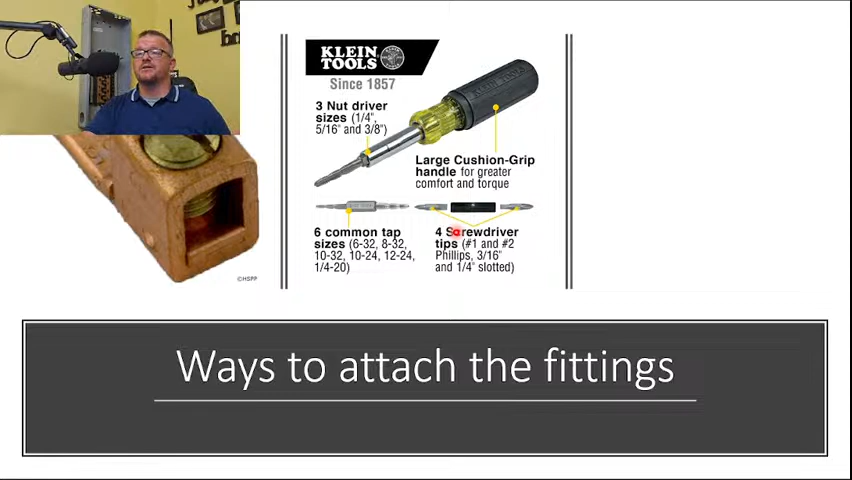 KLEIN
TOOLS
Since 1857
3 Nut driver
sizes (1/4",
5/16" and 3/8")
Large Cushion-Grip
handle for greater
comfort and torque
6 common tap
sizes (6-32, 8-32,
10-32, 10-24, 12-24,
1/4-20)
4 Screwdriver
tips (#1 and #2
Phillips, 3/16"
and 1/4" slotted)
©HSPP
Ways to attach the fittings